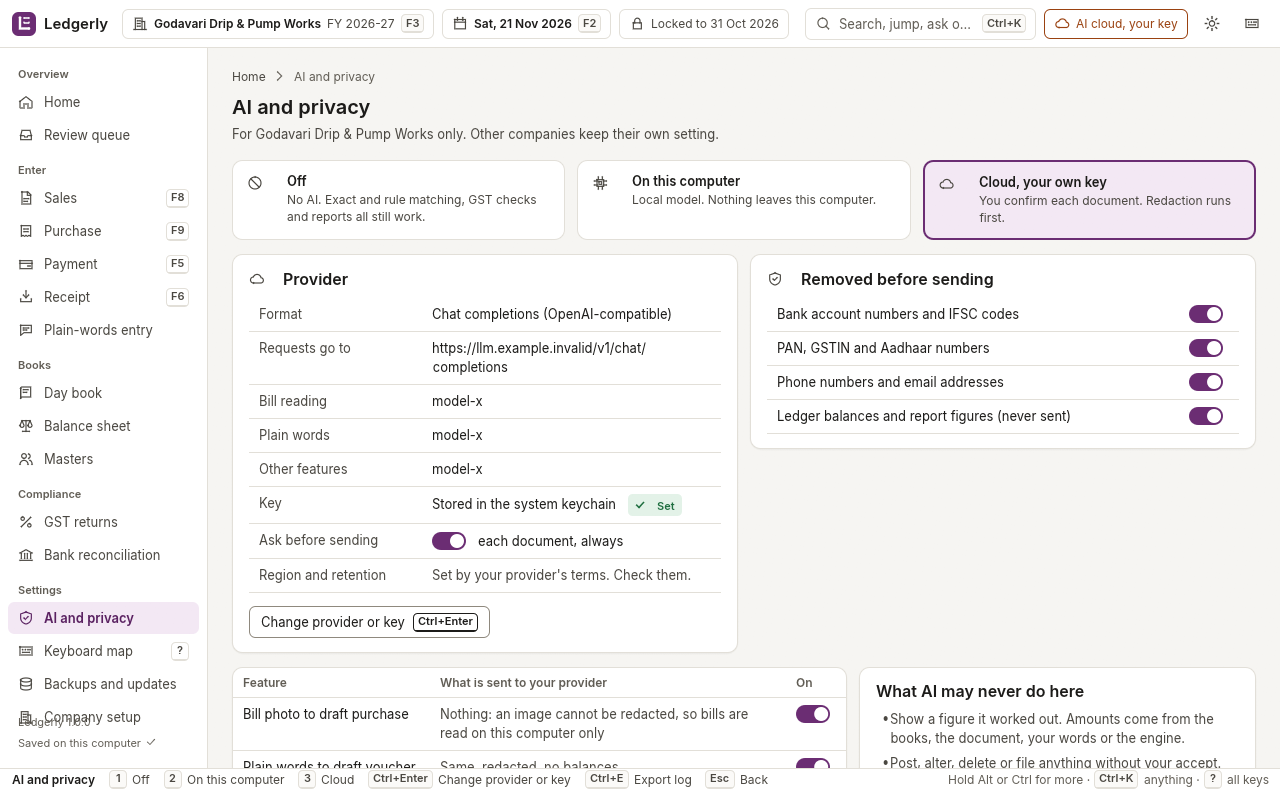 Ledgerly
Godavari Drip & Pump Works FY 2026-27 F3
Sat, 21 Nov 2026 F2
Locked to 31 Oct 2026
Search, jump, ask o... Ctrl+K
AI cloud, your key
Overview
Home
Review queue
Enter
Sales F8
Purchase F9
Payment F5
Receipt F6
Plain-words entry
Books
Day book
Balance sheet
Masters
Compliance
GST returns
Bank reconciliation
Settings
AI and privacy
Keyboard map ?
Backups and updates
Company setup
Saved on this computer
Home > AI and privacy
AI and privacy
For Godavari Drip & Pump Works only. Other companies keep their own setting.
Off
No AI. Exact and rule matching, GST checks
and reports all still work.
On this computer
Local model. Nothing leaves this computer.
Cloud, your own key
You confirm each document. Redaction runs
first.
Provider
Format Chat completions (OpenAI-compatible)
Requests go to https://llm.example.invalid/v1/chat/
completions
Bill reading model-x
Plain words model-x
Other features model-x
Key Stored in the system keychain Set
Ask before sending each document, always
Region and retention Set by your provider's terms. Check them.
Change provider or key Ctrl+Enter
Removed before sending
Bank account numbers and IFSC codes
PAN, GSTIN and Aadhaar numbers
Phone numbers and email addresses
Ledger balances and report figures (never sent)
Feature What is sent to your provider On
Bill photo to draft purchase Nothing: an image cannot be redacted, so bills are
read on this computer only
Plain words to draft voucher Same, redacted, no balances
What AI may never do here
•Show a figure it worked out. Amounts come from the
books, the document, your words or the engine.
•Post, alter, delete or file anything without your accept.
AI and privacy 1 Off 2 On this computer 3 Cloud Ctrl+Enter Change provider or key Ctrl+E Export log Esc Back
Hold Alt or Ctrl for more · Ctrl+K anything · ? all keys